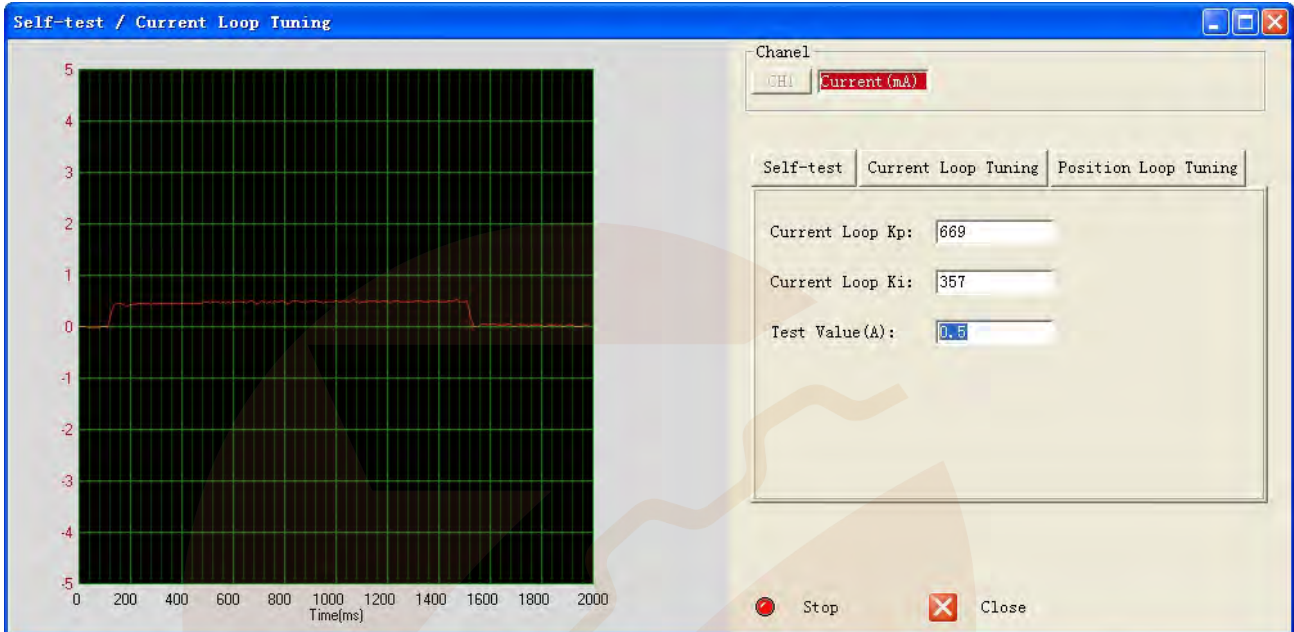 Self-test / Current Loop Tuning
Chanel
CH1 Current(mA)
Self-test Current Loop Tuning Position Loop Tuning
Current Loop Kp: 669
Current Loop Ki: 357
Test Value(A): 0.5
5
4
3
2
1
0
-1
-2
-3
-4
-5
0 200 400 600 800 1000 1200 1400 1600 1800 2000
Time(ms)
Stop Close